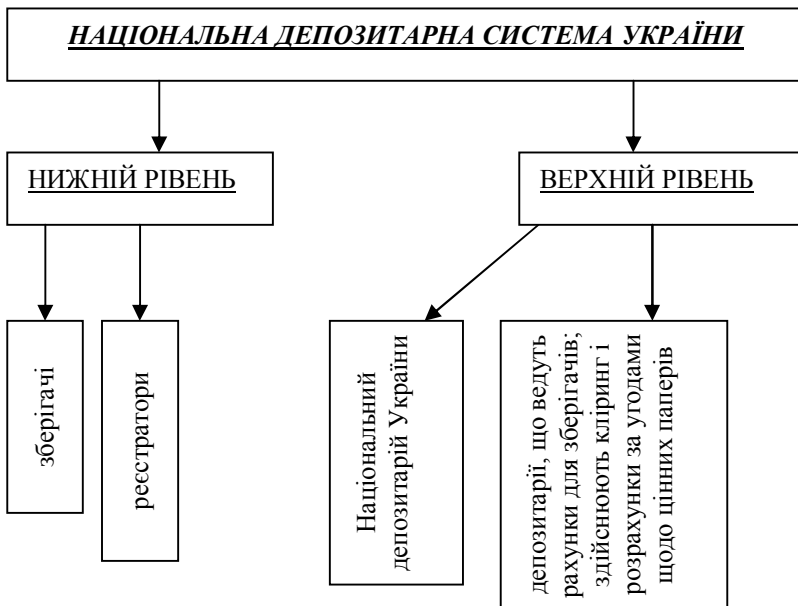 НАЦІОНАЛЬНА ДЕПОЗИТАРНА СИСТЕМА УКРАЇНИ
НИЖНІЙ РІВЕНЬ
ВЕРХНІЙ РІВЕНЬ
зберігачі
реєстратори
Національний
депозитарій України
депозитарії, що ведуть
рахунки для зберігачів;
здійснюють кліринг і
розрахунки за угодами
щодо цінних паперів